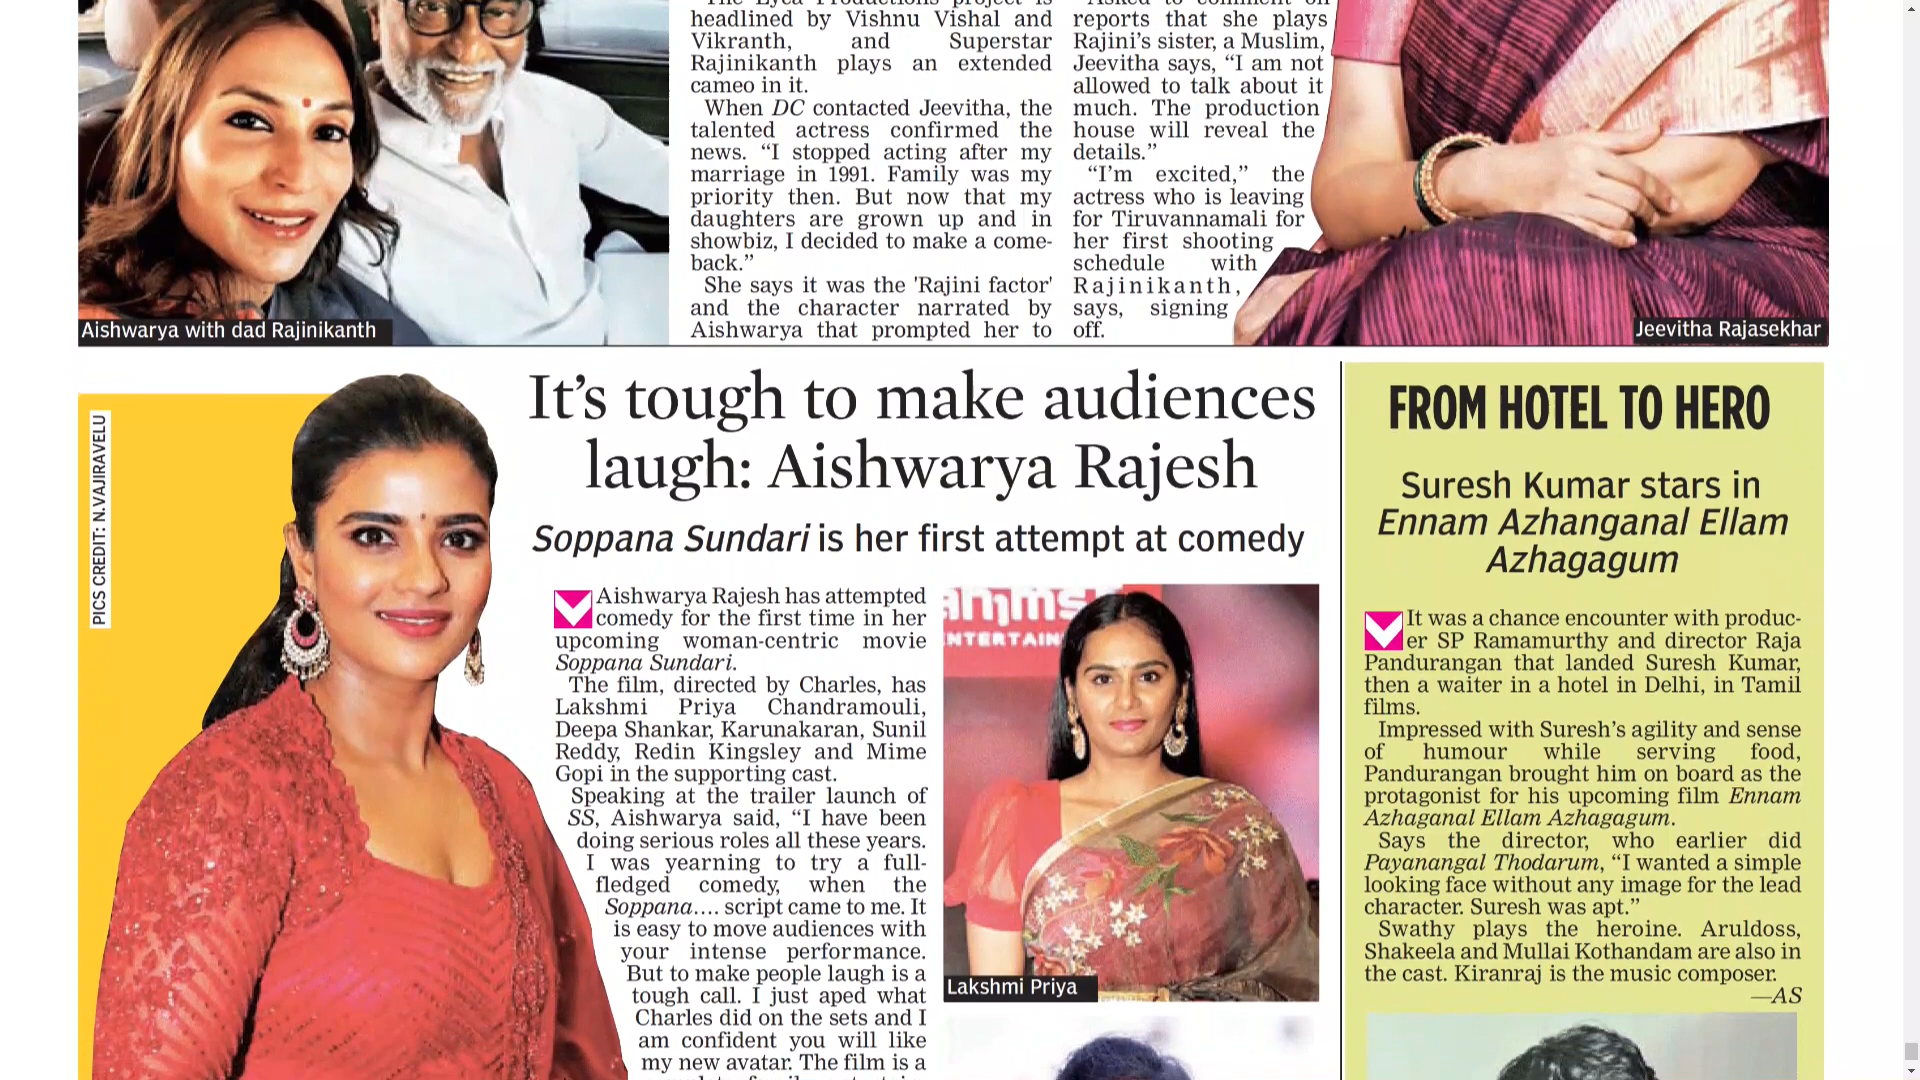 headlined by Vishnu Vishal and
Vikranth, and Superstar
Rajinikanth plays an extended
cameo in it.
When DC contacted Jeevitha, the
talented actress confirmed the
news. “I stopped acting after my
marriage in 1991. Family was my
priority then. But now that my
daughters are grown up and in
showbiz, I decided to make a come-
back.”
She says it was the 'Rajini factor'
and the character narrated by
Aishwarya that prompted her to
reports that she plays
Rajini’s sister, a Muslim,
Jeevitha says, “I am not
allowed to talk about it
much. The production
house will reveal the
details.”
“I’m excited,” the
actress who is leaving
for Tiruvannamali for
her first shooting
schedule with
Rajinikanth,
says, signing
off.
Aishwarya with dad Rajinikanth
Jeevitha Rajasekhar
PICS CREDIT: N.VAJIRAVELU
It’s tough to make audiences
laugh: Aishwarya Rajesh
Soppana Sundari is her first attempt at comedy
Aishwarya Rajesh has attempted
comedy for the first time in her
upcoming woman-centric movie
Soppana Sundari.
The film, directed by Charles, has
Lakshmi Priya Chandramouli,
Deepa Shankar, Karunakaran, Sunil
Reddy, Redin Kingsley and Mime
Gopi in the supporting cast.
Speaking at the trailer launch of
SS, Aishwarya said, “I have been
doing serious roles all these years.
I was yearning to try a full-
fledged comedy, when the
Soppana.... script came to me. It
is easy to move audiences with
your intense performance.
But to make people laugh is a
tough call. I just aped what
Charles did on the sets and I
am confident you will like
my new avatar. The film is a
Lakshmi Priya
FROM HOTEL TO HERO
Suresh Kumar stars in
Ennam Azhanganal Ellam
Azhagagum
It was a chance encounter with produc-
er SP Ramamurthy and director Raja
Pandurangan that landed Suresh Kumar,
then a waiter in a hotel in Delhi, in Tamil
films.
Impressed with Suresh’s agility and sense
of humour while serving food,
Pandurangan brought him on board as the
protagonist for his upcoming film Ennam
Azhaganal Ellam Azhagagum.
Says the director, who earlier did
Payanangal Thodarum, “I wanted a simple
looking face without any image for the lead
character. Suresh was apt.”
Swathy plays the heroine. Aruldoss,
Shakeela and Mullai Kothandam are also in
the cast. Kiranraj is the music composer.
—AS